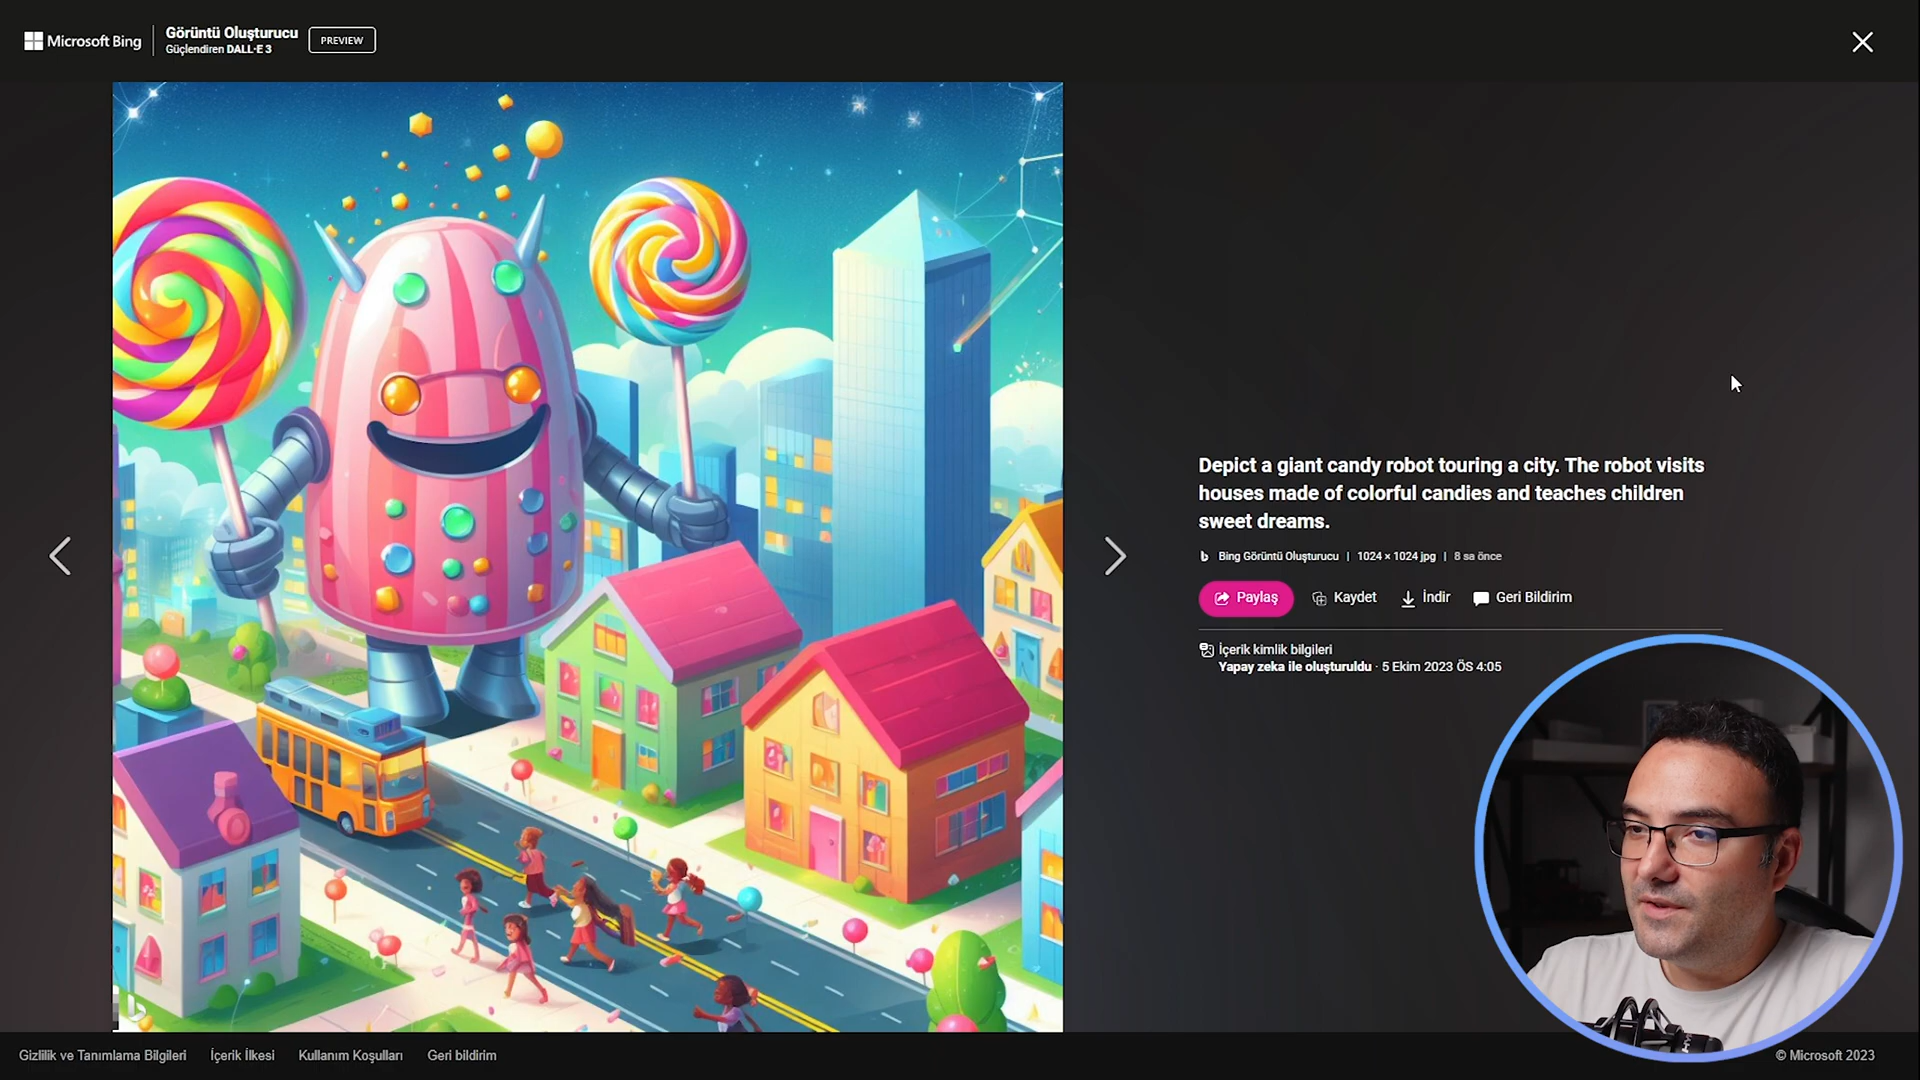 Microsoft Bing
Görüntü Oluşturucu
Güçlendiren DALL·E 3
PREVIEW
Depict a giant candy robot touring a city. The robot visits
houses made of colorful candies and teaches children
sweet dreams.
Bing Görüntü Oluşturucu | 1024 × 1024 jpg | 8 sa önce
Paylaş
Kaydet
İndir
Geri Bildirim
İçerik kimlik bilgileri
Yapay zeka ile oluşturuldu · 5 Ekim 2023 ÖS 4:05
Gizlilik ve Tanımlama Bilgileri
İçerik İlkesi
Kullanım Koşulları
Geri bildirim
© Microsoft 2023